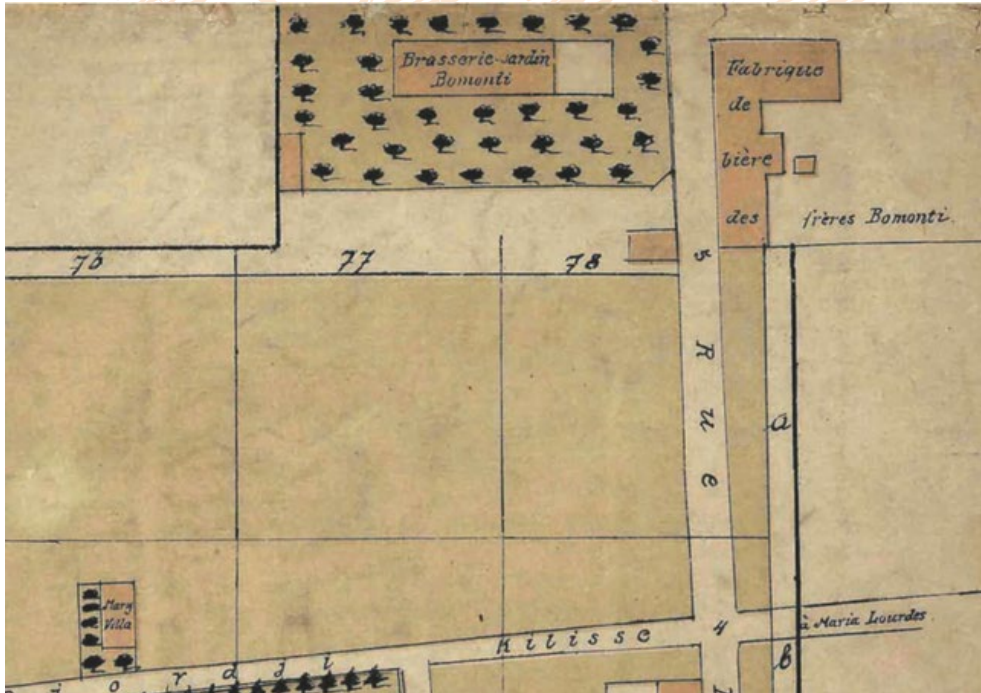 Brasserie-jardin
Bomonti
Fabrique
de
bière
des frères Bomonti.
76 77 78
5
Rue
a
Mary
Villa
Kilisse
4
à Maria Lourdes
b